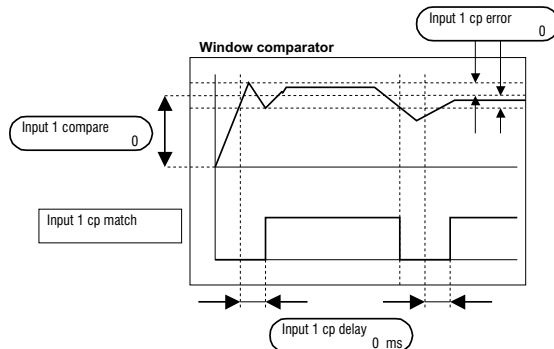 Input 1 cp error
0
Window comparator
Input 1 compare
0
Input 1 cp match
Input 1 cp delay
0 ms